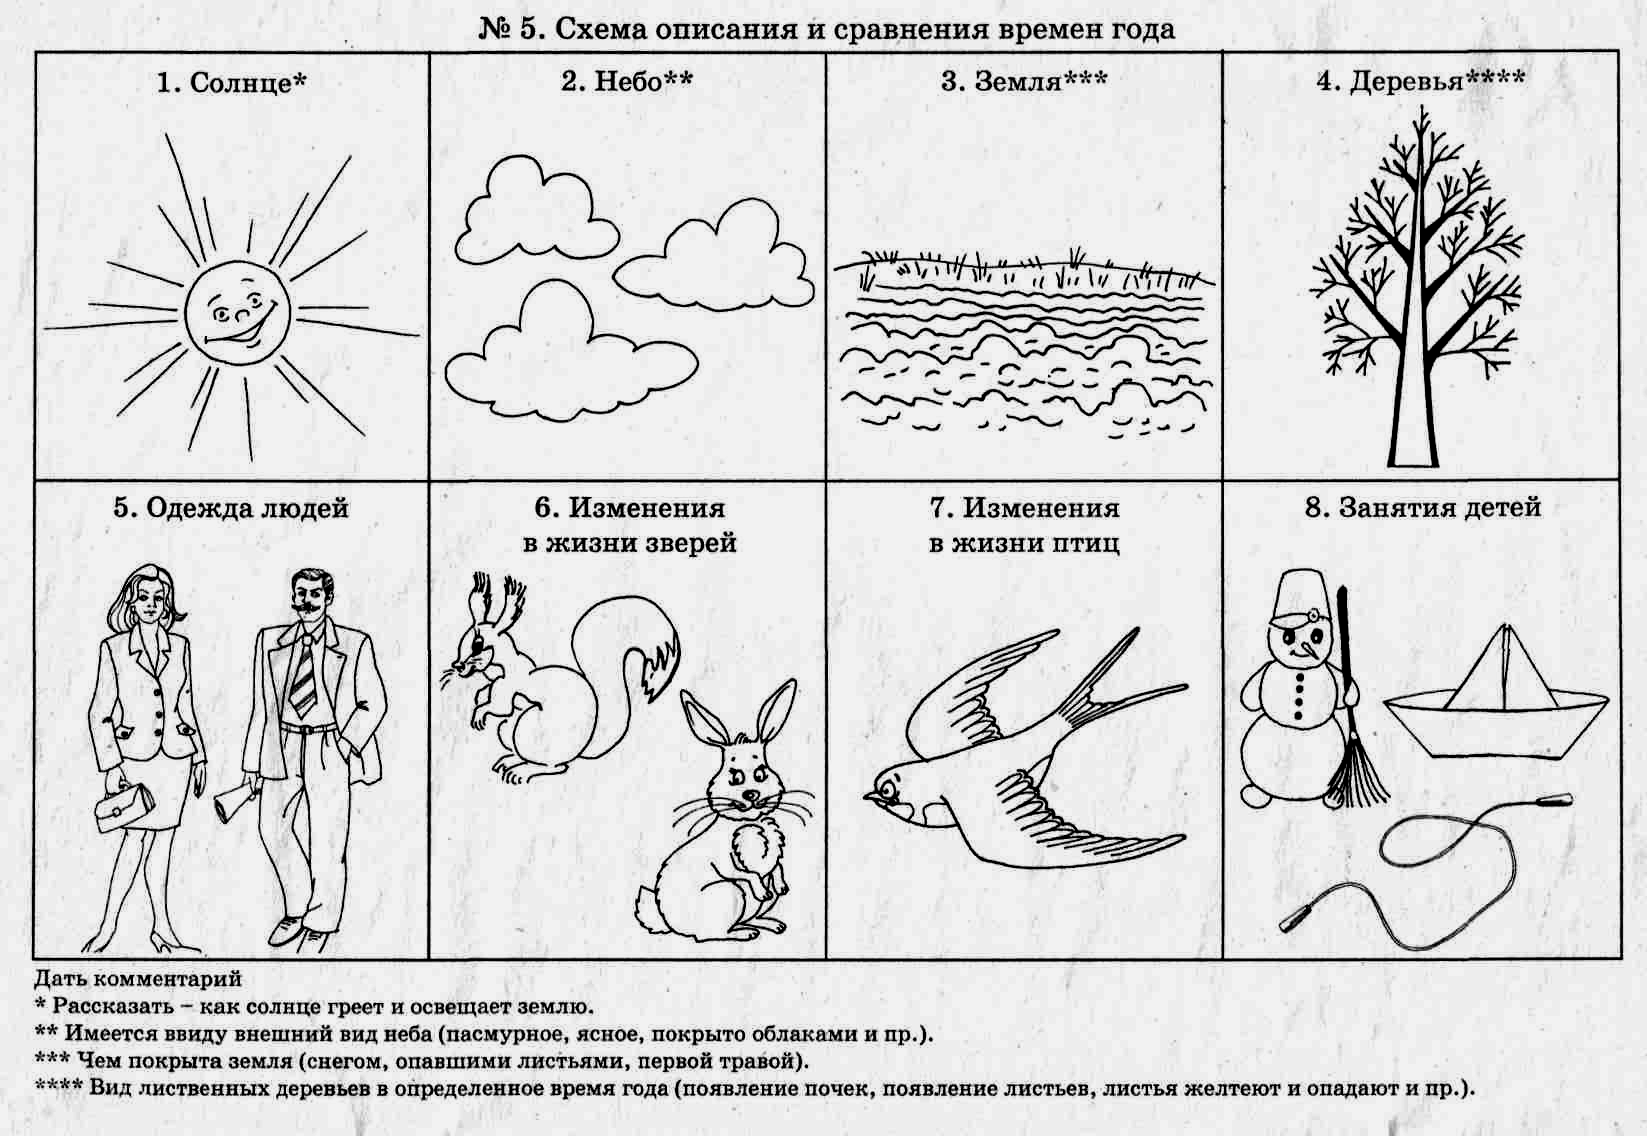 № 5. Схема описания и сравнения времен года
1. Солнце*
2. Небо**
3. Земля***
4. Деревья****
5. Одежда людей
6. Изменения
в жизни зверей
7. Изменения
в жизни птиц
8. Занятия детей
Дать комментарий
* Рассказать – как солнце греет и освещает землю.
** Имеется ввиду внешний вид неба (пасмурное, ясное, покрыто облаками и пр.).
*** Чем покрыта земля (снегом, опавшими листьями, первой травой).
**** Вид лиственных деревьев в определенное время года (появление почек, появление листьев, листья желтеют и опадают и пр.).